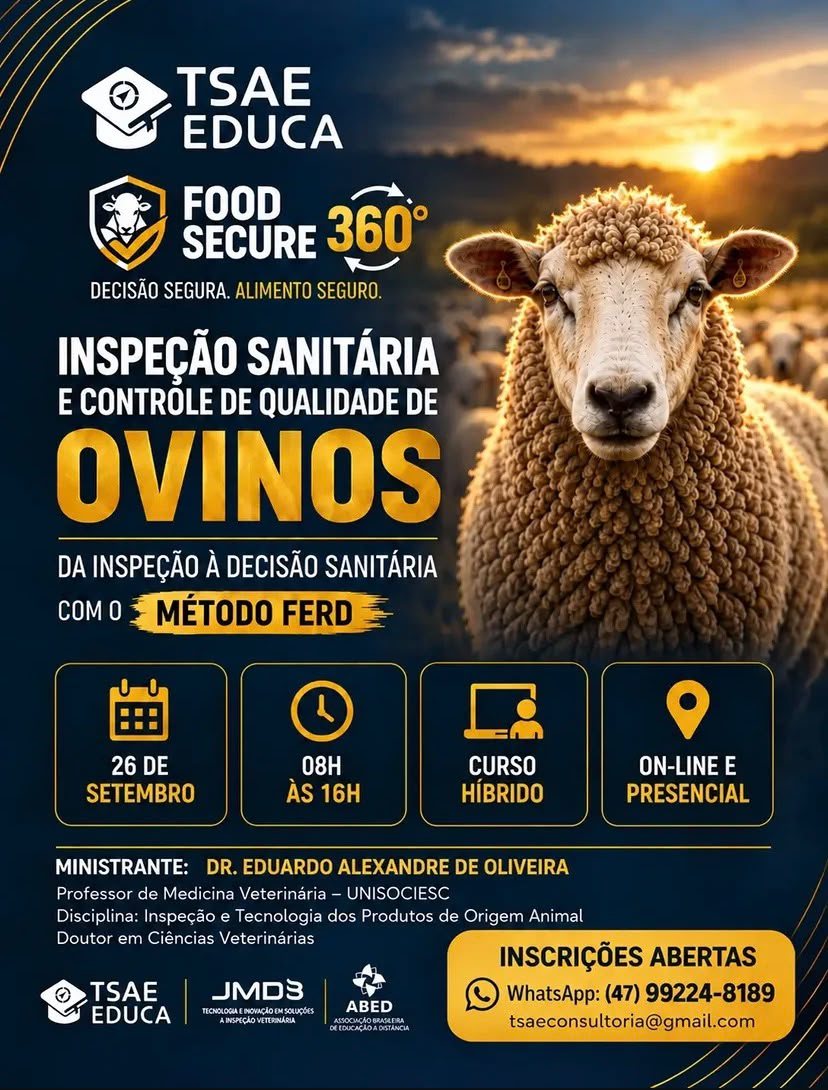 TSAE
EDUCA
FOOD
SECURE 360°
DECISÃO SEGURA. ALIMENTO SEGURO.
INSPEÇÃO SANITÁRIA
E CONTROLE DE QUALIDADE DE
OVINOS
DA INSPEÇÃO À DECISÃO SANITÁRIA
COM O MÉTODO FERD
26 DE
SETEMBRO
08H
ÀS 16H
CURSO
HÍBRIDO
ON-LINE E
PRESENCIAL
MINISTRANTE: DR. EDUARDO ALEXANDRE DE OLIVEIRA
Professor de Medicina Veterinária – UNISOCIESC
Disciplina: Inspeção e Tecnologia dos Produtos de Origem Animal
Doutor em Ciências Veterinárias
TSAE
EDUCA
JMDB
TECNOLOGIA E INOVAÇÃO EM SOLUÇÕES
A INSPEÇÃO VETERINÁRIA
ABED
ASSOCIAÇÃO BRASILEIRA
DE EDUCAÇÃO A DISTÂNCIA
INSCRIÇÕES ABERTAS
WhatsApp: (47) 99224-8189
tsaeconsultoria@gmail.com